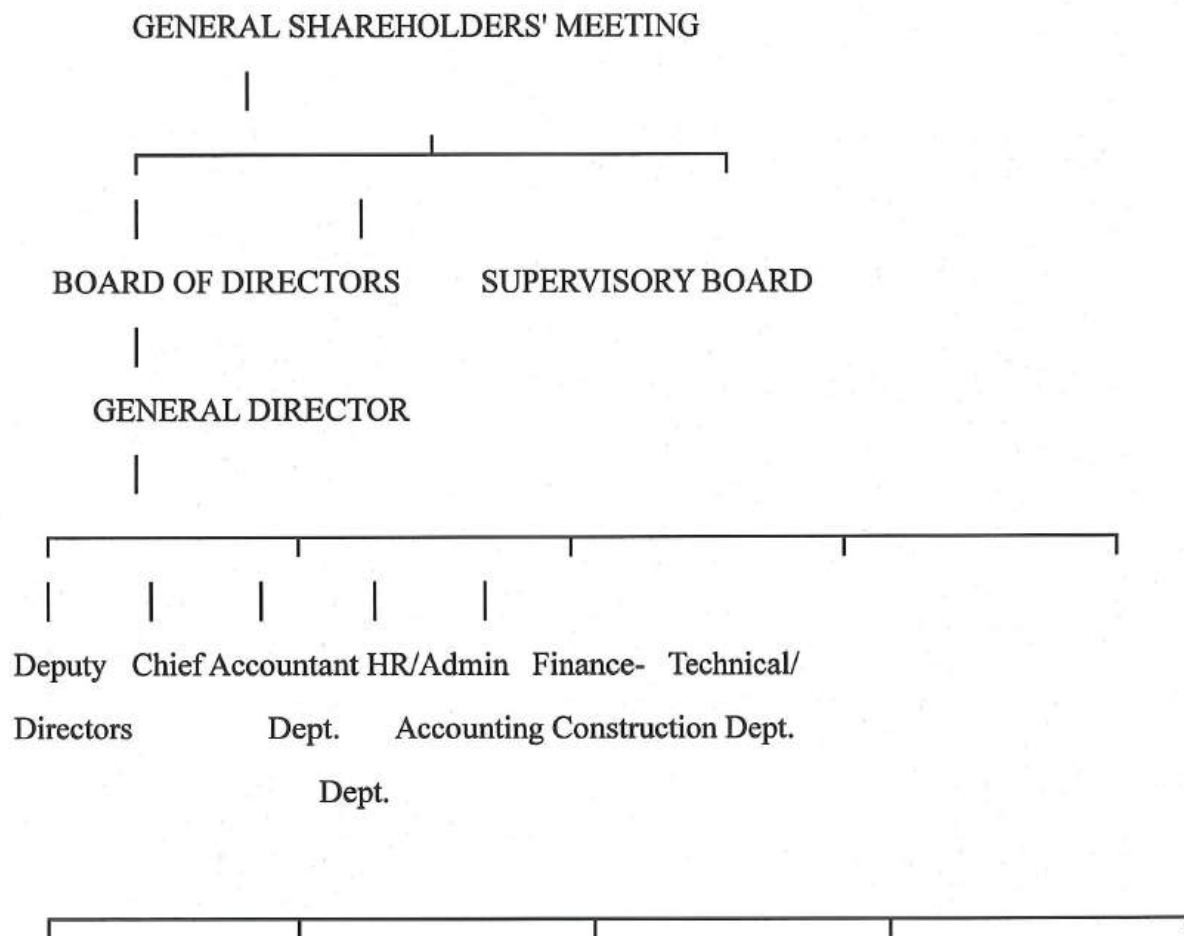 GENERAL SHAREHOLDERS' MEETING
BOARD OF DIRECTORS SUPERVISORY BOARD
GENERAL DIRECTOR
Deputy Chief Accountant HR/Admin Finance- Technical/
Directors Dept. Accounting Construction Dept.
Dept.